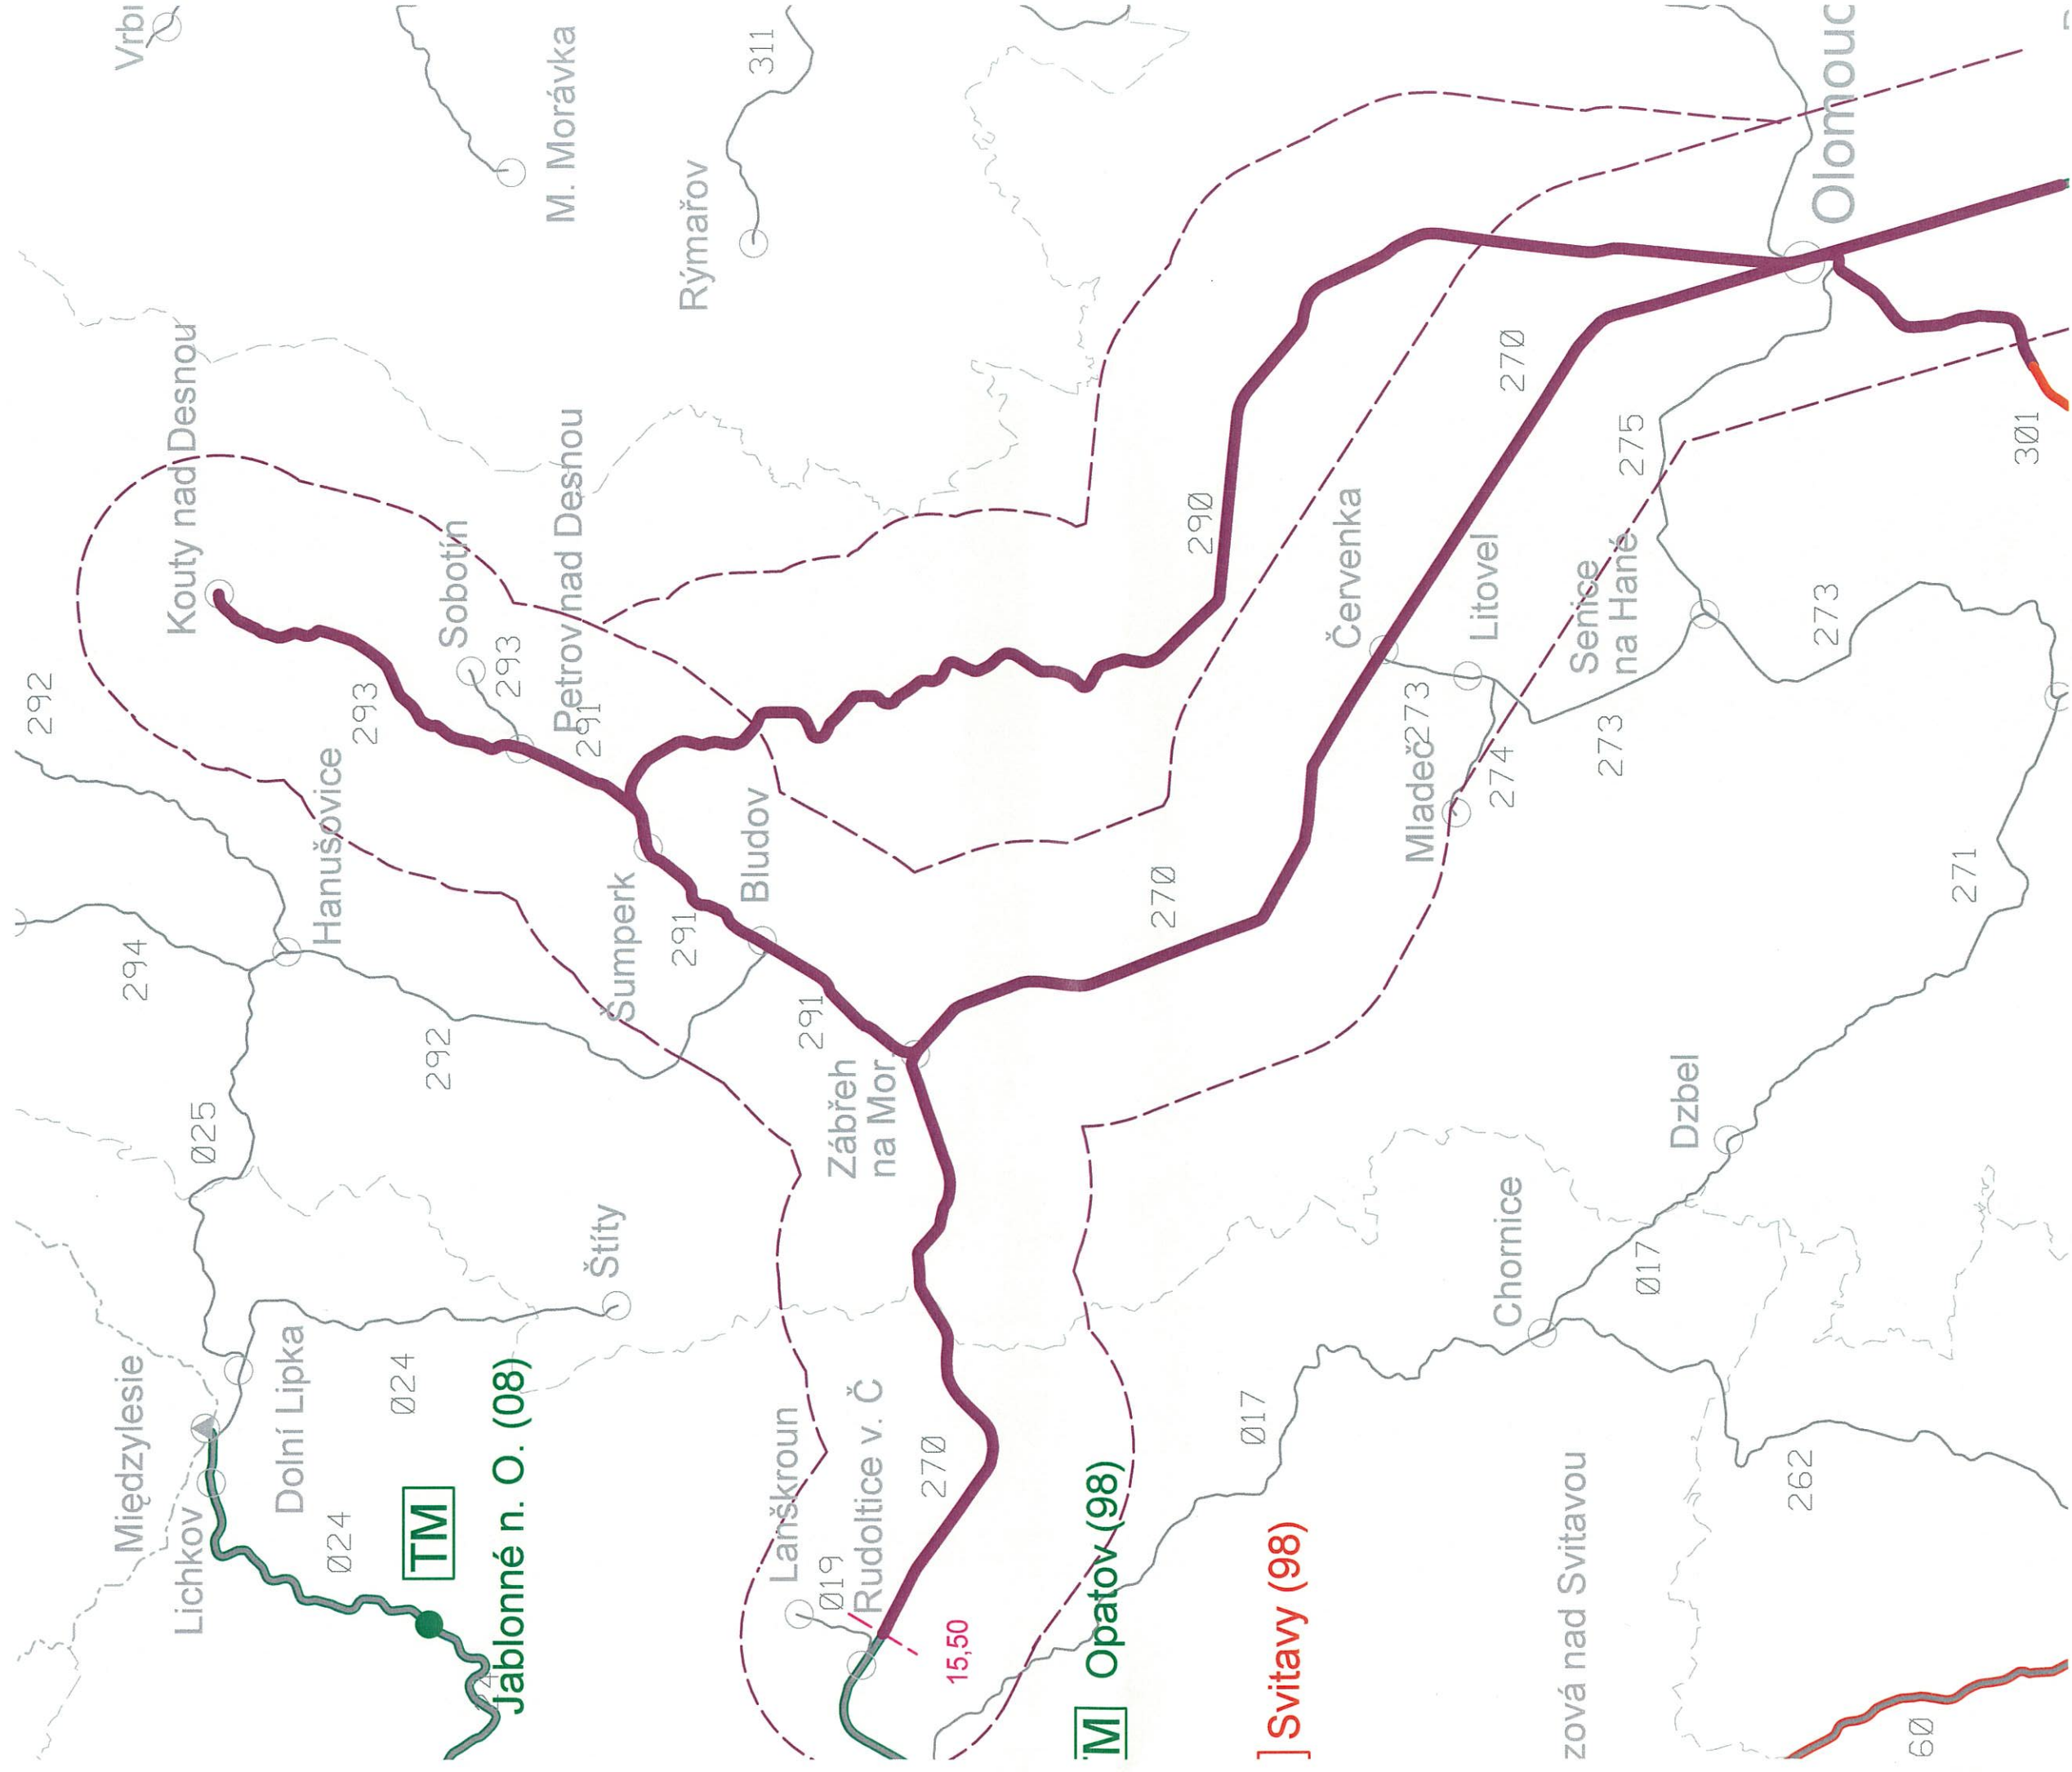 Vrb
M. Morávka
311
Rýmařov
Olomouc
Kouty nad Desnou
Sobotín
293
Petrov nad Desnou
291
293
292
290
270
275
301
Červenka
Litovel
Senice
na Hané
273
273
Mladeč
273
274
Hanušovice
Bludov
294
Šumperk
291
270
271
292
291
Zábřeh
na Mor.
025
Dzbel
Štíty
Chornice
017
Międzylesie
Dolní Lipka
024
Lichkov
024
TM
Jablonné n. O. (08)
Lanškroun
019
Rudoltice v. Č
270
15,50
017
262
Opatov (98)
Svitavy (98)
zová nad Svitavou
60